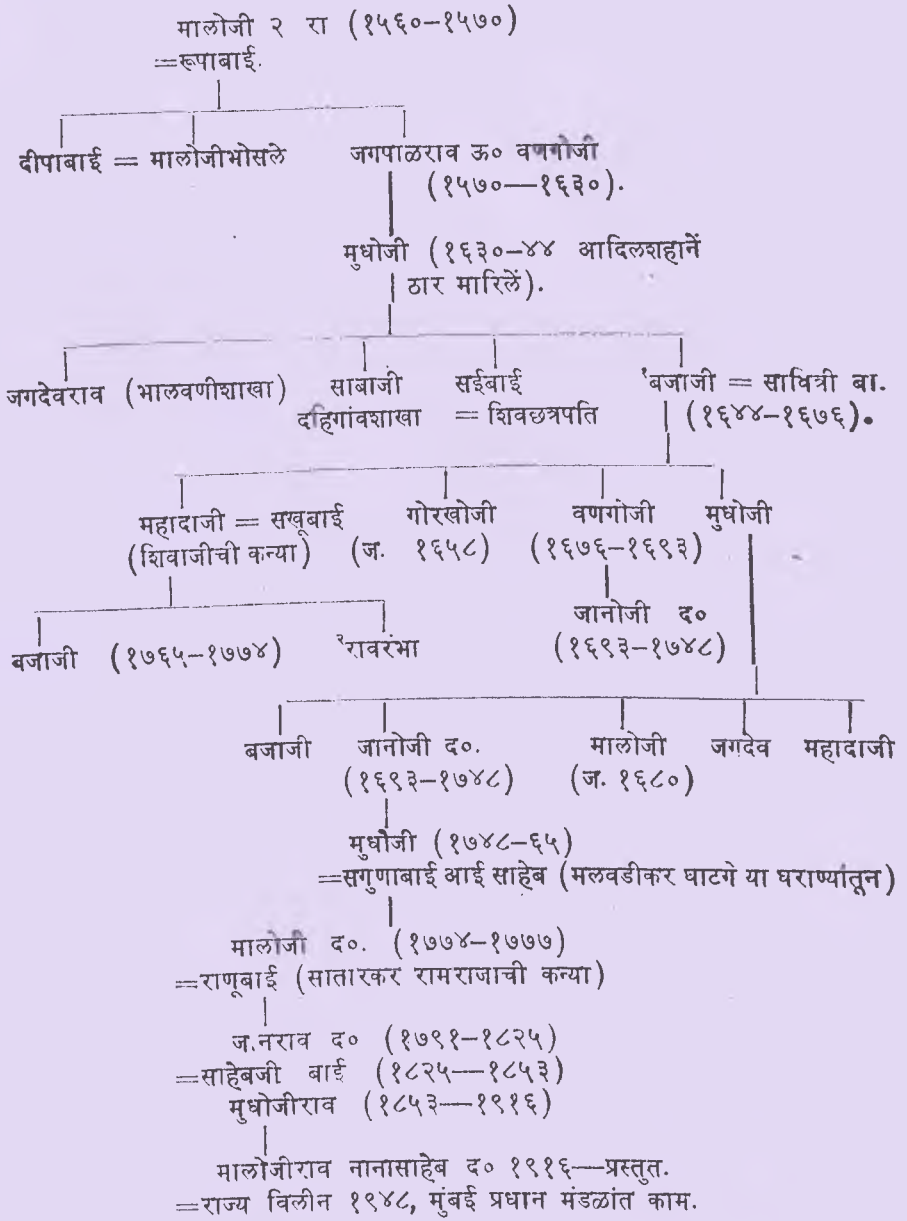 मालोजी २ रा (१५६०–१५७०)
=रूपाबाई.
दीपाबाई = मालोजीभोसले जगपाळराव ऊ० वणगोजी
(१५७०—१६३०).
मुधोजी (१६३०–४४ आदिलशहानें
ठार मारिलें).
जगदेवराव (भालवणीशाखा) साबाजी सईबाई १बजाजी = सावित्री बा.
दहिगांवशाखा = शिवछत्रपति (१६४४–१६७६).
महादाजी = सखूबाई गोरखोजी वणगोजी मुधोजी
(शिवाजीची कन्या) (ज. १६५८) (१६७६–१६९३)
जानोजी द०
बजाजी (१७६५–१७७४) २रावरंभा (१६९३–१७४८)
बजाजी जानोजी द०. मालोजी जगदेव महादाजी
(१६९३–१७४८) (ज. १६८०)
मुधोजी (१७४८–६५)
=सगुणाबाई आई साहेब (मलवडीकर घाटगे या घराण्यांतून)
मालोजी द०. (१७७४–१७७७)
=राणूबाई (सातारकर रामराजाची कन्या)
ज.नराव द० (१७९१–१८२५)
=साहेबजी बाई (१८२५—१८५३)
मुधोजीराव (१८५३—१९१६)
मालोजीराव नानासाहेब द० १९१६—प्रस्तुत.
=राज्य विलीन १९४८, मुंबई प्रधान मंडळांत काम.